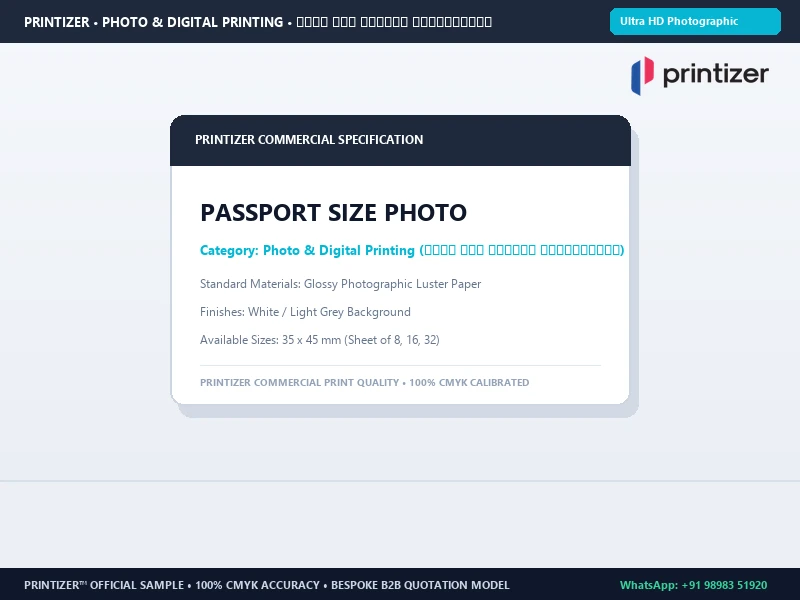 PRINTIZER • PHOTO & DIGITAL PRINTING •
Ultra HD Photographic
printizer
PRINTIZER COMMERCIAL SPECIFICATION
PASSPORT SIZE PHOTO
Category: Photo & Digital Printing (
Standard Materials: Glossy Photographic Luster Paper
Finishes: White / Light Grey Background
Available Sizes: 35 x 45 mm (Sheet of 8, 16, 32)
PRINTIZER COMMERCIAL PRINT QUALITY • 100% CMYK CALIBRATED
PRINTIZER™ OFFICIAL SAMPLE • 100% CMYK ACCURACY • BESPOKE B2B QUOTATION MODEL
WhatsApp: +91 98983 51920